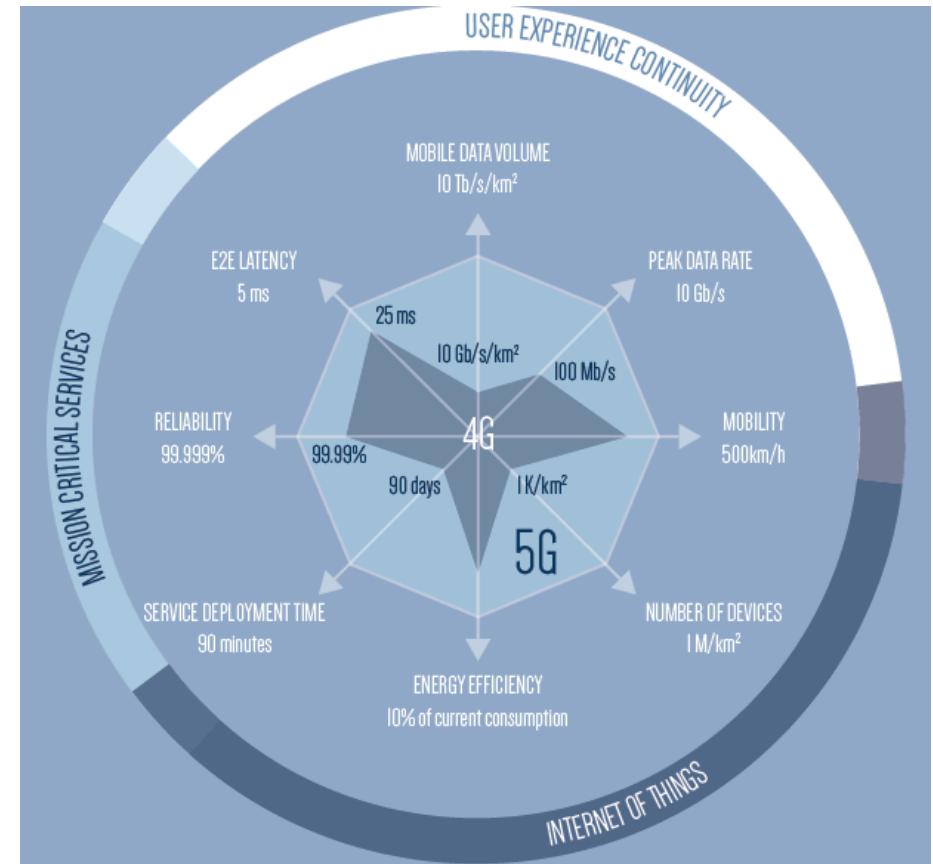 USER EXPERIENCE CONTINUITY
MOBILE DATA VOLUME
10 Tb/s/km²
E2E LATENCY
5 ms
PEAK DATA RATE
10 Gb/s
25 ms
10 Gb/s/km²
100 Mb/s
RELIABILITY
99.999%
4G
MOBILITY
500km/h
99.99%
90 days
1 K/km²
5G
MISSION CRITICAL SERVICES
SERVICE DEPLOYMENT TIME
90 minutes
NUMBER OF DEVICES
1 M/km²
ENERGY EFFICIENCY
10% of current consumption
INTERNET OF THINGS